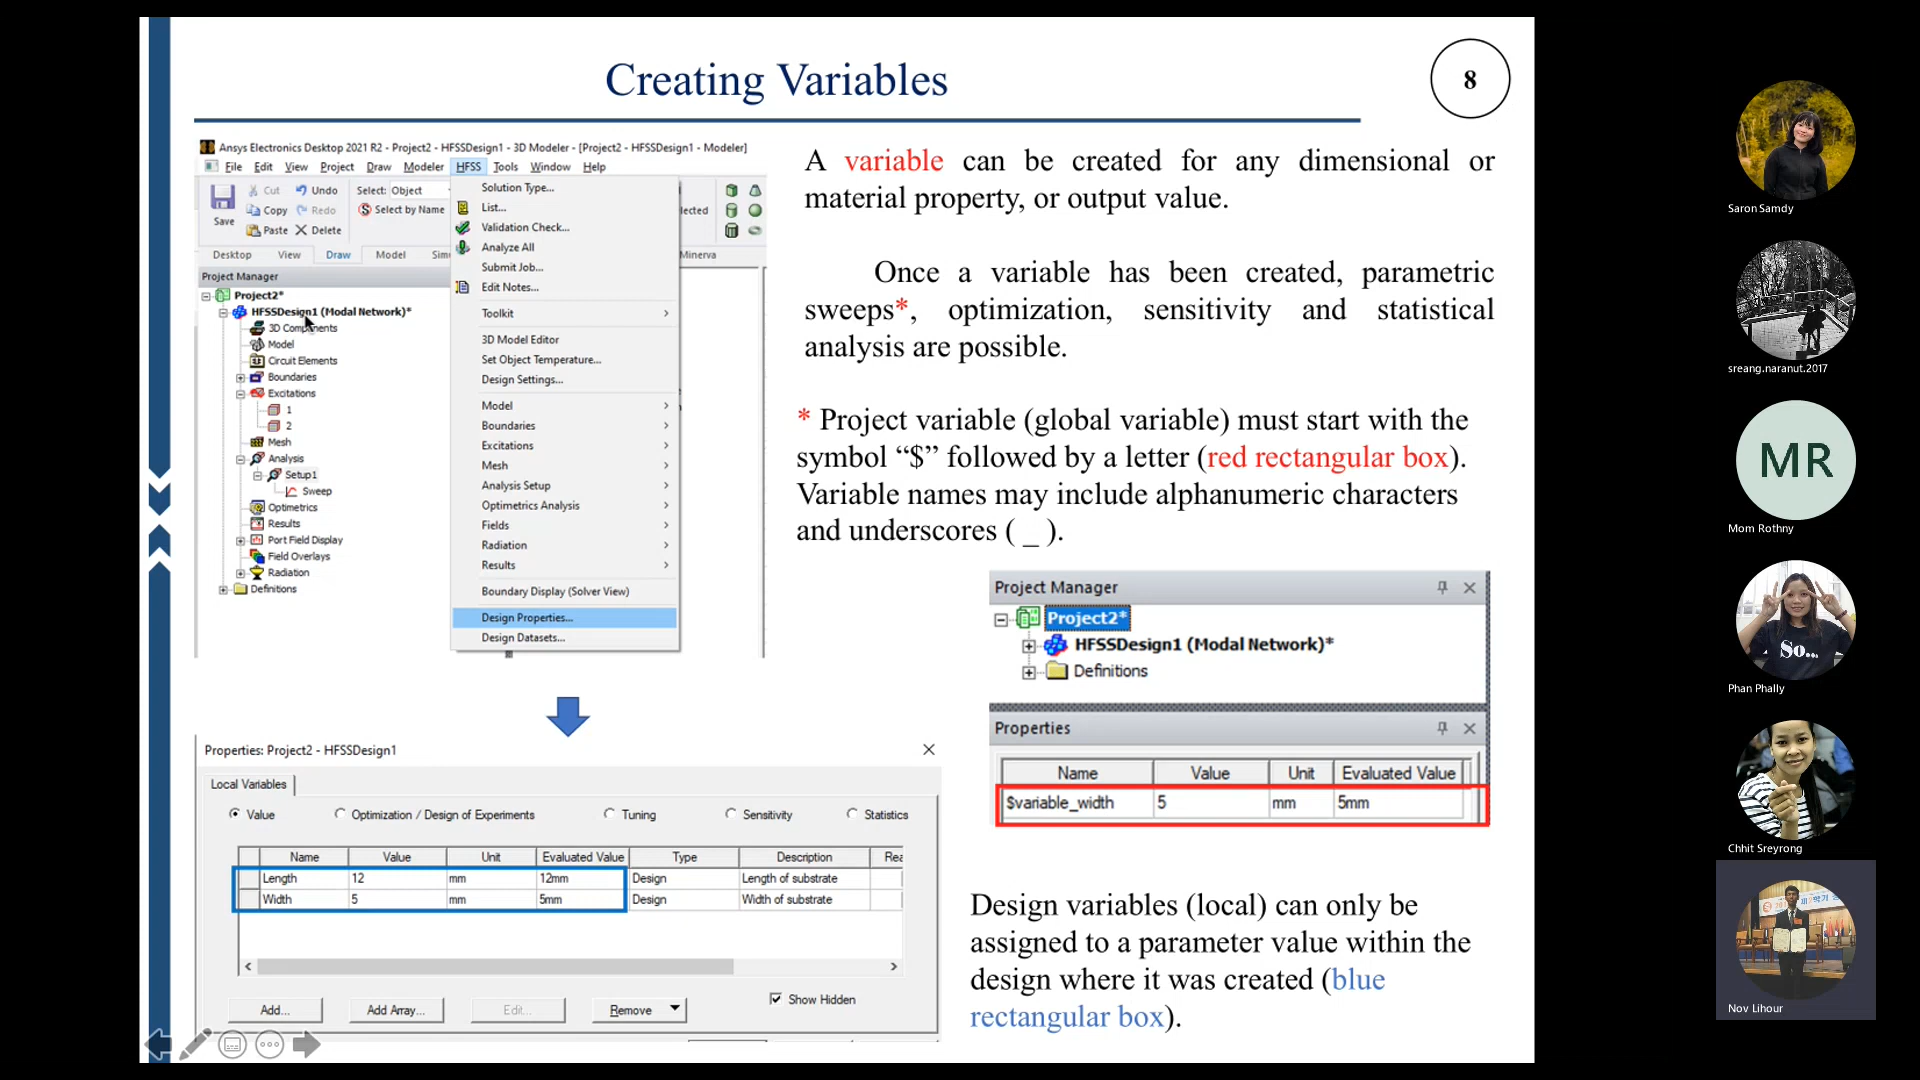 Creating Variables
8
Ansys Electronics Desktop 2021 R2 - Project2 - HFSSDesign1 - 3D Modeler - [Project2 - HFSSDesign1 - Modeler]
File Edit View Project Draw Modeler HFSS Tools Window Help
Save
Cut
Copy
Paste
Undo
Redo
Delete
Select: Object
Select by Name
lected
Desktop View Draw Model Sim
Minerva
Solution Type...
List...
Validation Check...
Analyze All
Submit Job...
Edit Notes...
Toolkit
3D Model Editor
Set Object Temperature...
Design Settings...
Model
Boundaries
Excitations
Mesh
Analysis Setup
Optimetrics Analysis
Fields
Radiation
Results
Boundary Display (Solver View)
Design Properties...
Design Datasets...
Project Manager
Project2*
HFSSDesign1 (Modal Network)*
3D Components
Model
Circuit Elements
Boundaries
Excitations
1
2
Mesh
Analysis
Setup1
Sweep
Optimetrics
Results
Port Field Display
Field Overlays
Radiation
Definitions
A variable can be created for any dimensional or
material property, or output value.
Once a variable has been created, parametric
sweeps*, optimization, sensitivity and statistical
analysis are possible.
* Project variable (global variable) must start with the
symbol “$” followed by a letter (red rectangular box).
Variable names may include alphanumeric characters
and underscores ( _ ).
Project Manager
Project2*
HFSSDesign1 (Modal Network)*
Definitions
Properties
Name Value Unit Evaluated Value
$variable_width 5 mm 5mm
Properties: Project2 - HFSSDesign1
Local Variables
Value Optimization / Design of Experiments Tuning Sensitivity Statistics
Name Value Unit Evaluated Value Type Description Rea
Length 12 mm 12mm Design Length of substrate
Width 5 mm 5mm Design Width of substrate
Show Hidden
Add... Add Array... Edit... Remove
Design variables (local) can only be
assigned to a parameter value within the
design where it was created (blue
rectangular box).
Saron Samdy
sreang.naranut.2017
MR
Mom Rothny
So...
Phan Phally
Chhit Sreyrong
Nov Lihour